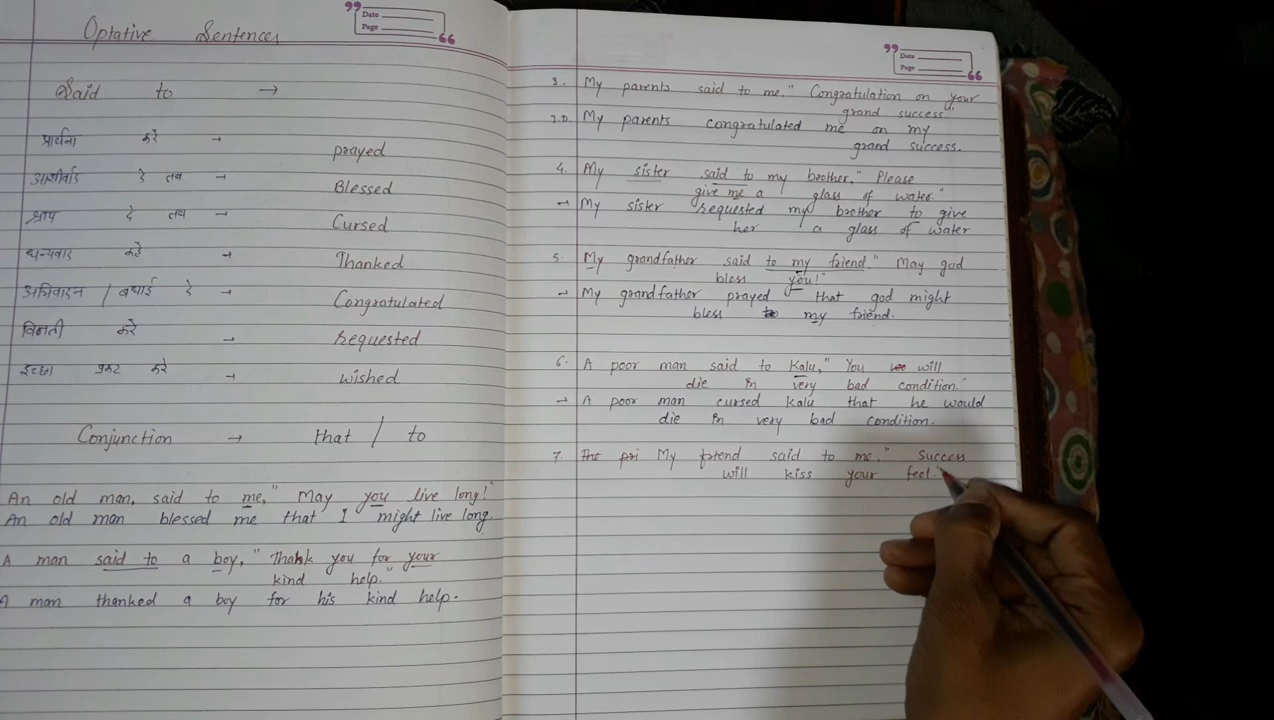 Optative Sentences
Date
Page
Said to →
प्रार्थना करे → prayed
आशीर्वाद दे तब → Blessed
श्राप दे तब → Cursed
धन्यवाद कहे → Thanked
अभिवादन / बधाई दे → Congratulated
विनती करे → requested
इच्छा प्रकट करे → wished
Conjunction → that / to
An old man, said to me, "May you live long!"
An old man blessed me that I might live long.
A man said to a boy, "Thank you for your
kind help."
A man thanked a boy for his kind help.
Date
Page
3. My parents said to me." Congratulation on your
grand success"
My parents congratulated me on my
grand success.
4. My sister said to my brother." Please
give me a glass of water."
→ My sister requested my brother to give
her a glass of water
5. My grandfather said to my friend." May god
bless you!"
→ My grandfather prayed that god might
bless my friend.
6. A poor man said to Kalu," You will
die in very bad condition."
→ A poor man cursed Kalu that he would
die in very bad condition.
7. The pri My friend said to me." Success
will kiss your feet.